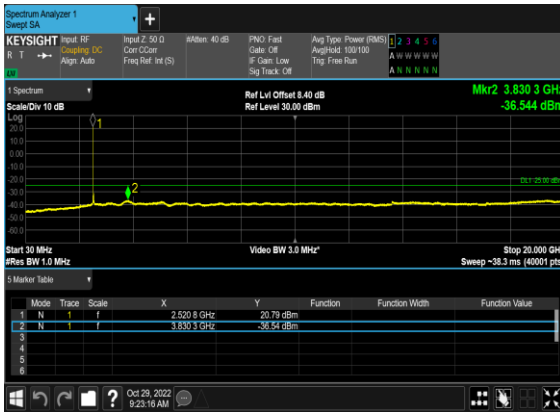 Spectrum Analyzer 1
Swept SA
KEYSIGHT Input: RF Input Z: 50 Ω #Atten: 40 dB PNO: Fast Avg Type: Power (RMS) 1 2 3 4 5 6
R T Coupling: DC Corr CCorr Gate: Off Avg|Hold: 100/100 A W W W W W
Align: Auto Freq Ref: Int (S) IF Gain: Low Trig: Free Run
Sig Track: Off A N N N N N
1 Spectrum
Ref Lvl Offset 8.40 dB Mkr2 3.830 3 GHz
Scale/Div 10 dB Ref Level 30.00 dBm -36.544 dBm
Log
1
20.0
10.0
0.00
-10.0
-20.0
DL1 -25.00 dBm
-30.0
2
-40.0
-50.0
-60.0
Start 30 MHz Video BW 3.0 MHz* Stop 20.000 GH
#Res BW 1.0 MHz Sweep ~38.3 ms (40001 pts
5 Marker Table
Mode Trace Scale X Y Function Function Width Function Value
1 N 1 f 2.520 8 GHz 20.79 dBm
2 N 1 f 3.830 3 GHz -36.54 dBm
3
4
5
6
? Oct 29, 2022
9:23:16 AM